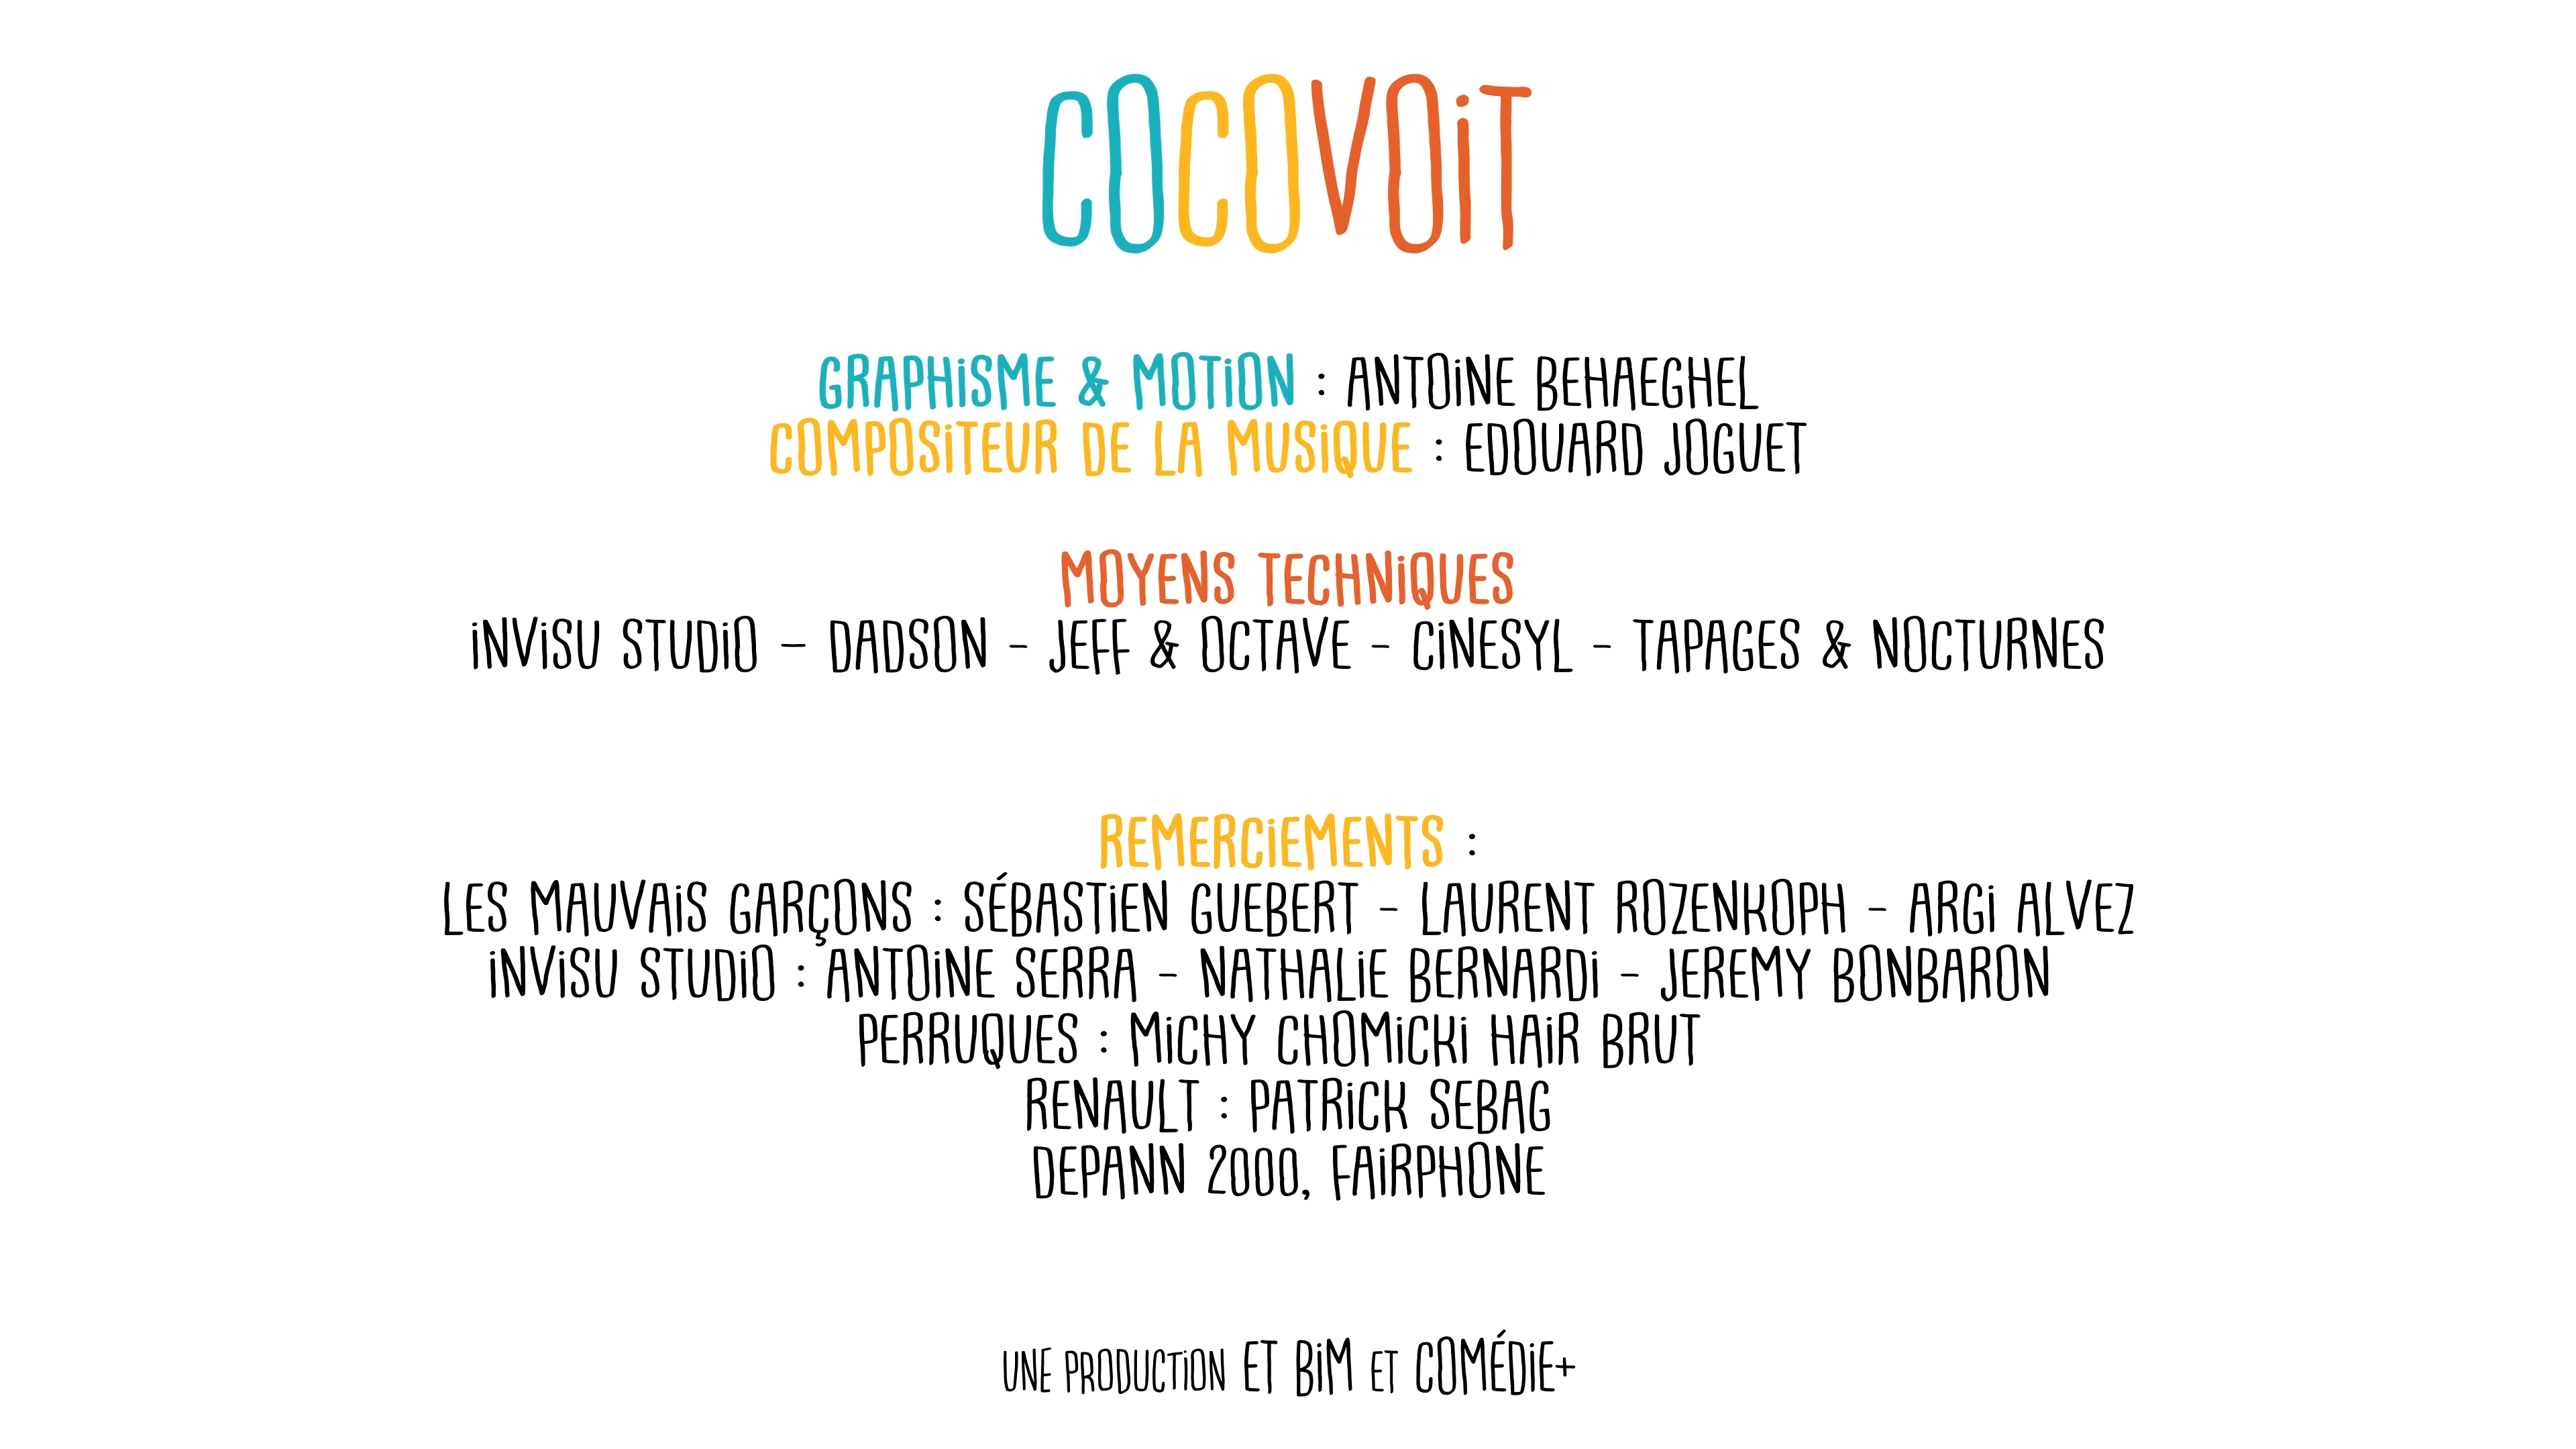 COCOVOiT
GRAPHiSME & MOTiON : ANTOiNE BEHAEGHEL
COMPOSiTEUR DE LA MUSiQUE : EDOUARD JOGUET
MOYENS TECHNiQUES
iNViSU STUDiO – DADSON - JEFF & OCTAVE - CiNESYL - TAPAGES & NOCTURNES
REMERCiEMENTS :
LES MAUVAiS GARÇONS : SÉBASTiEN GUEBERT - LAURENT ROZENKOPH - ARGi ALVEZ
iNViSU STUDiO : ANTOiNE SERRA - NATHALiE BERNARDi - JEREMY BONBARON
PERRUQUES : MiCHY CHOMiCKi HAiR BRUT
RENAULT : PATRiCK SEBAG
DEPANN 2000, FAiRPHONE
UNE PRODUCTiON ET BiM ET COMÉDiE+